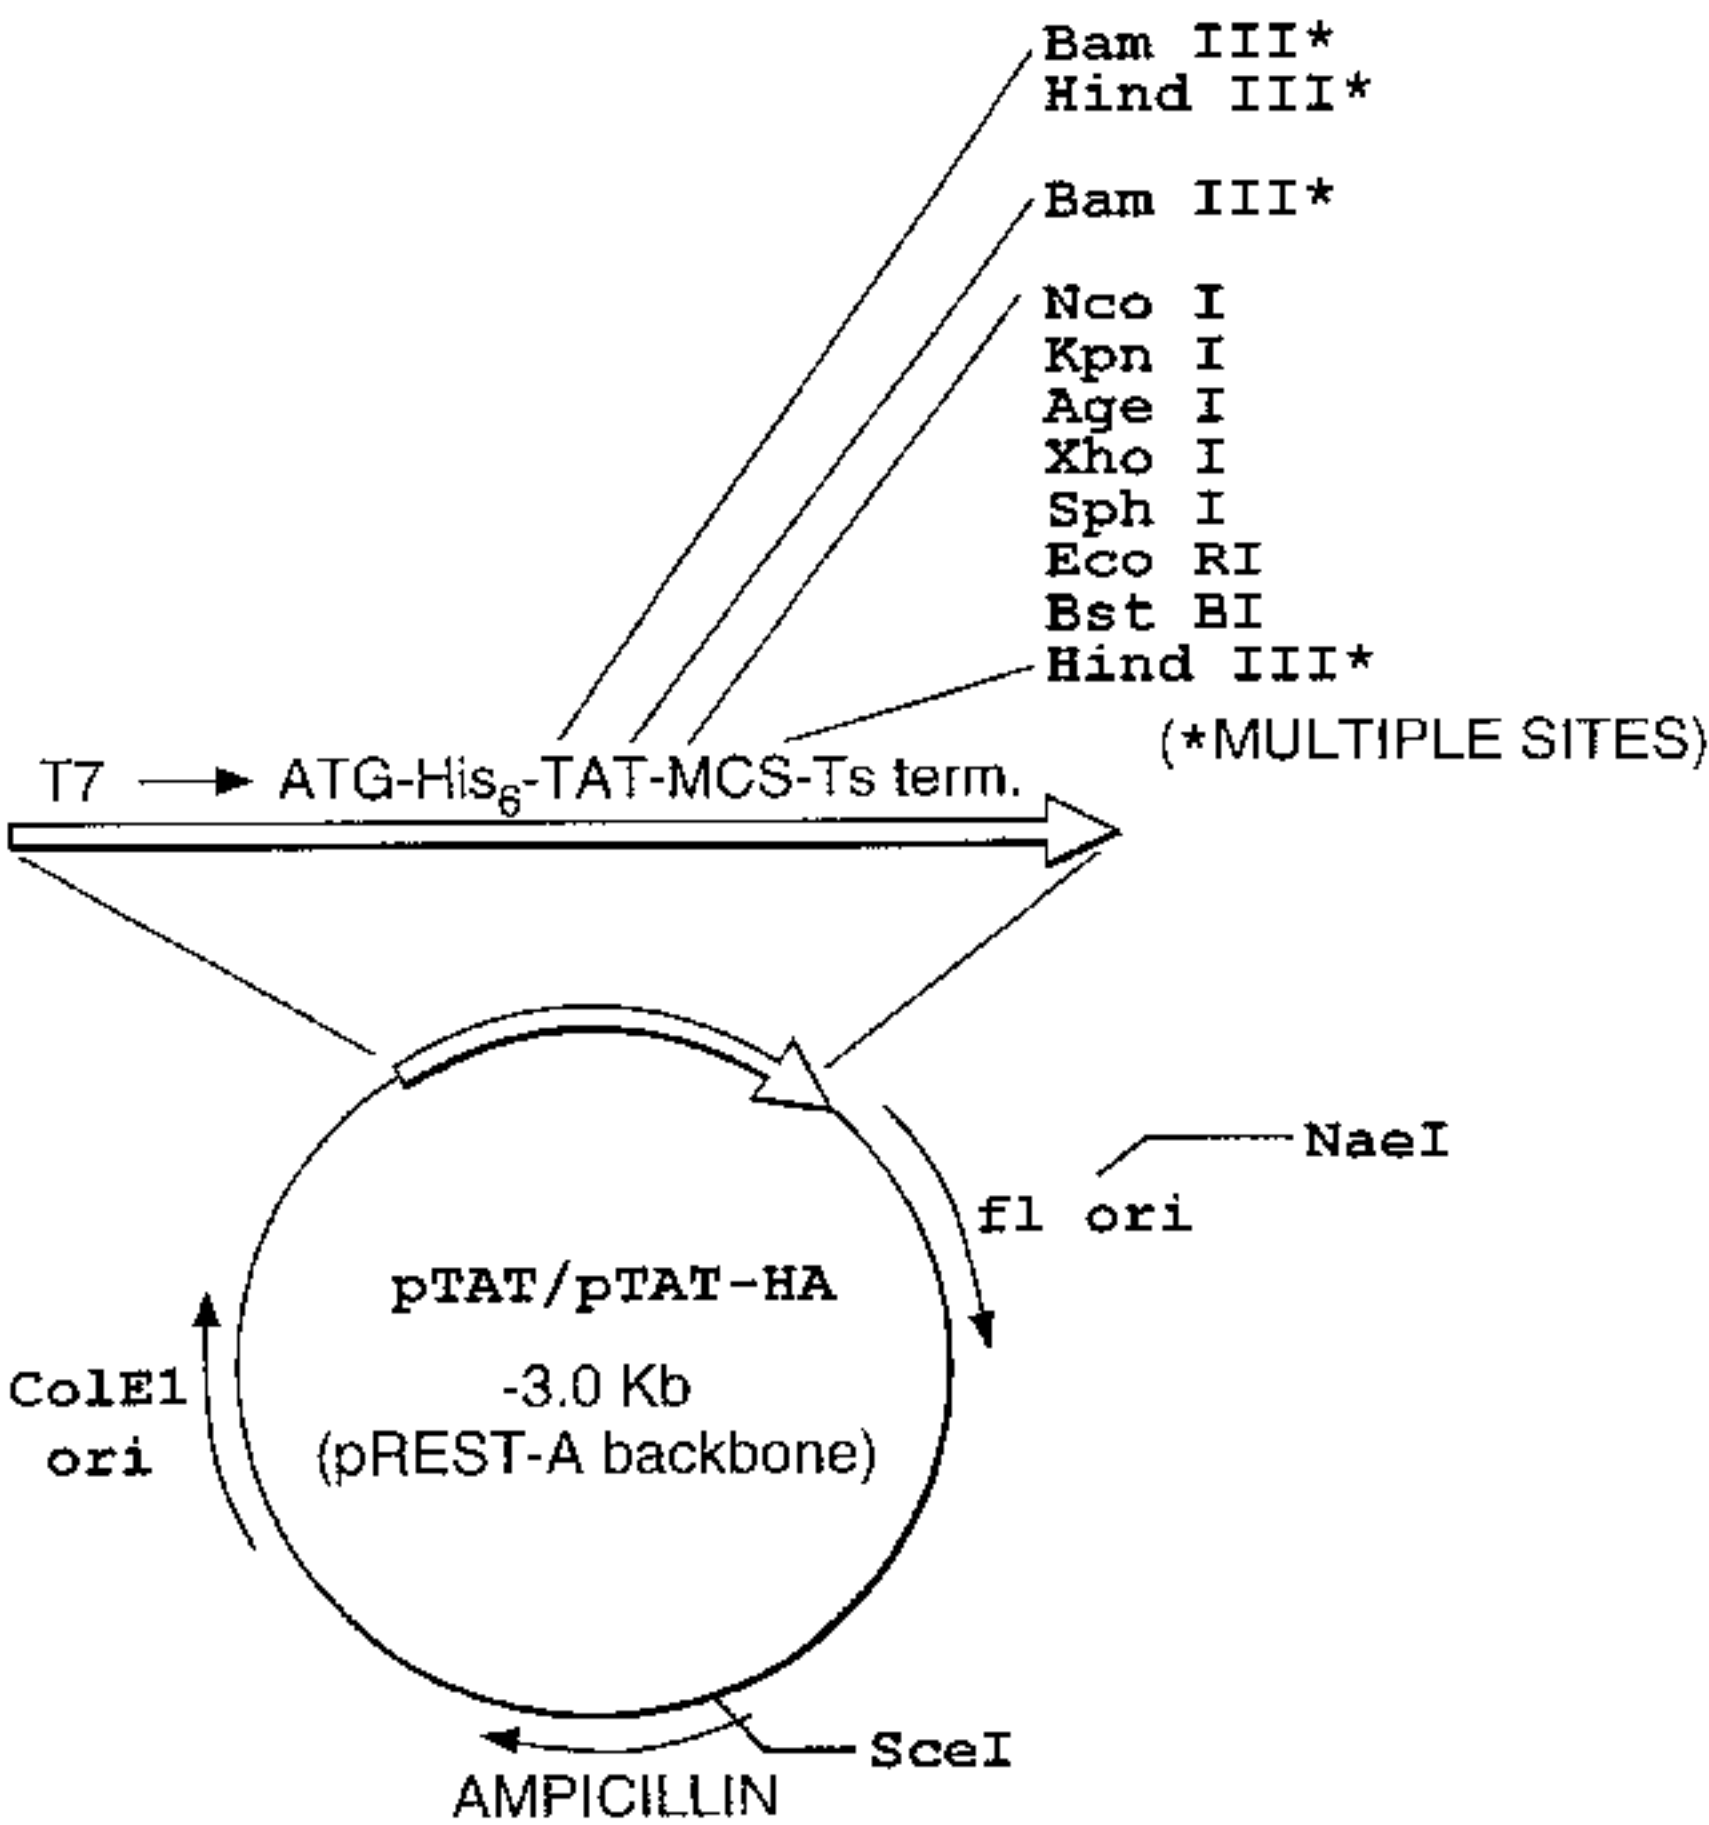 Bam III*
Hind III*
Bam III*
Nco I
Kpn I
Age I
Xho I
Sph I
Eco RI
Bst BI
Hind III*
(*MULTIPLE SITES)
T7 ATG-His6-TAT-MCS-Ts term.
NaeI
fl ori
pTAT/pTAT-HA
-3.0 Kb
(pREST-A backbone)
ColE1
ori
SceI
AMPICILLIN